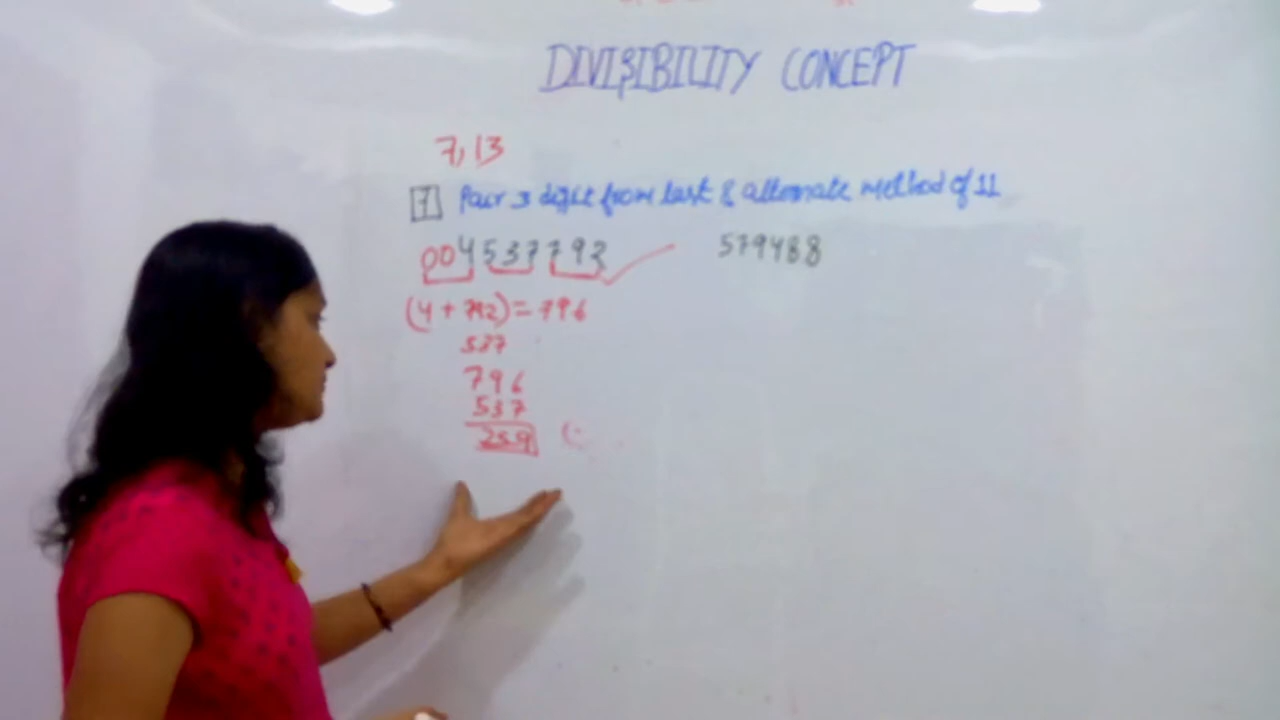 DIVISIBILITY CONCEPT
7, 13
7 Pair 3 digit from last & alternate method of 11
004537792 579488
(4 + 792) = 796
537
796
537
259